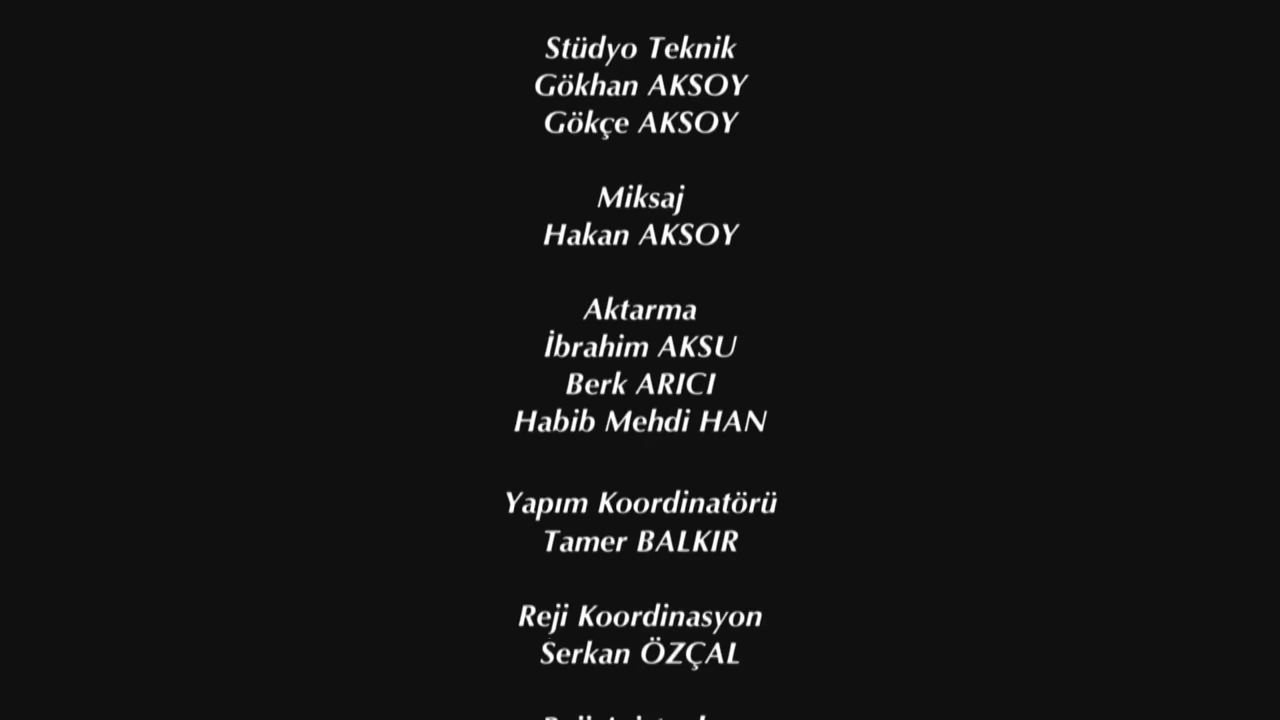 Stüdyo Teknik
Gökhan AKSOY
Gökçe AKSOY
Miksaj
Hakan AKSOY
Aktarma
İbrahim AKSU
Berk ARICI
Habib Mehdi HAN
Yapım Koordinatörü
Tamer BALKIR
Reji Koordinasyon
Serkan ÖZÇAL